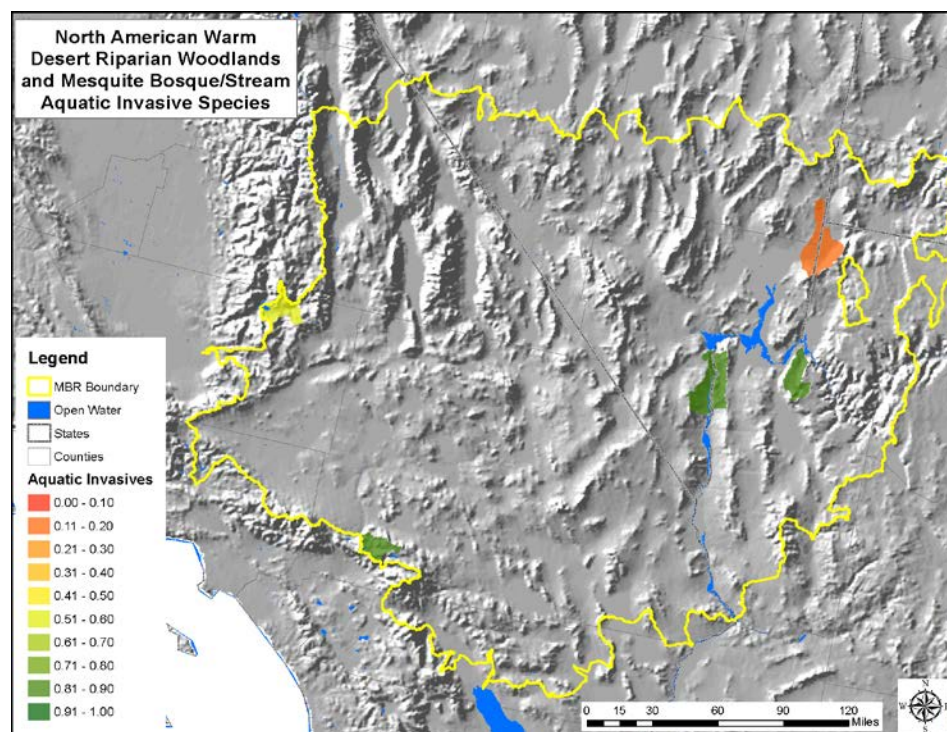 North American Warm
Desert Riparian Woodlands
and Mesquite Bosque/Stream
Aquatic Invasive Species
Legend
MBR Boundary
Open Water
States
Counties
Aquatic Invasives
0.00 - 0.10
0.11 - 0.20
0.21 - 0.30
0.31 - 0.40
0.41 - 0.50
0.51 - 0.60
0.61 - 0.70
0.71 - 0.80
0.81 - 0.90
0.91 - 1.00
0 15 30 60 90 120
Miles
N
W E
S